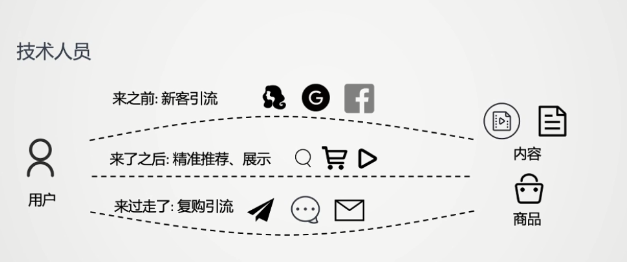 技术人员
来之前: 新客引流
G
f
来了之后: 精准推荐、展示
内容
用户
来过走了: 复购引流
商品